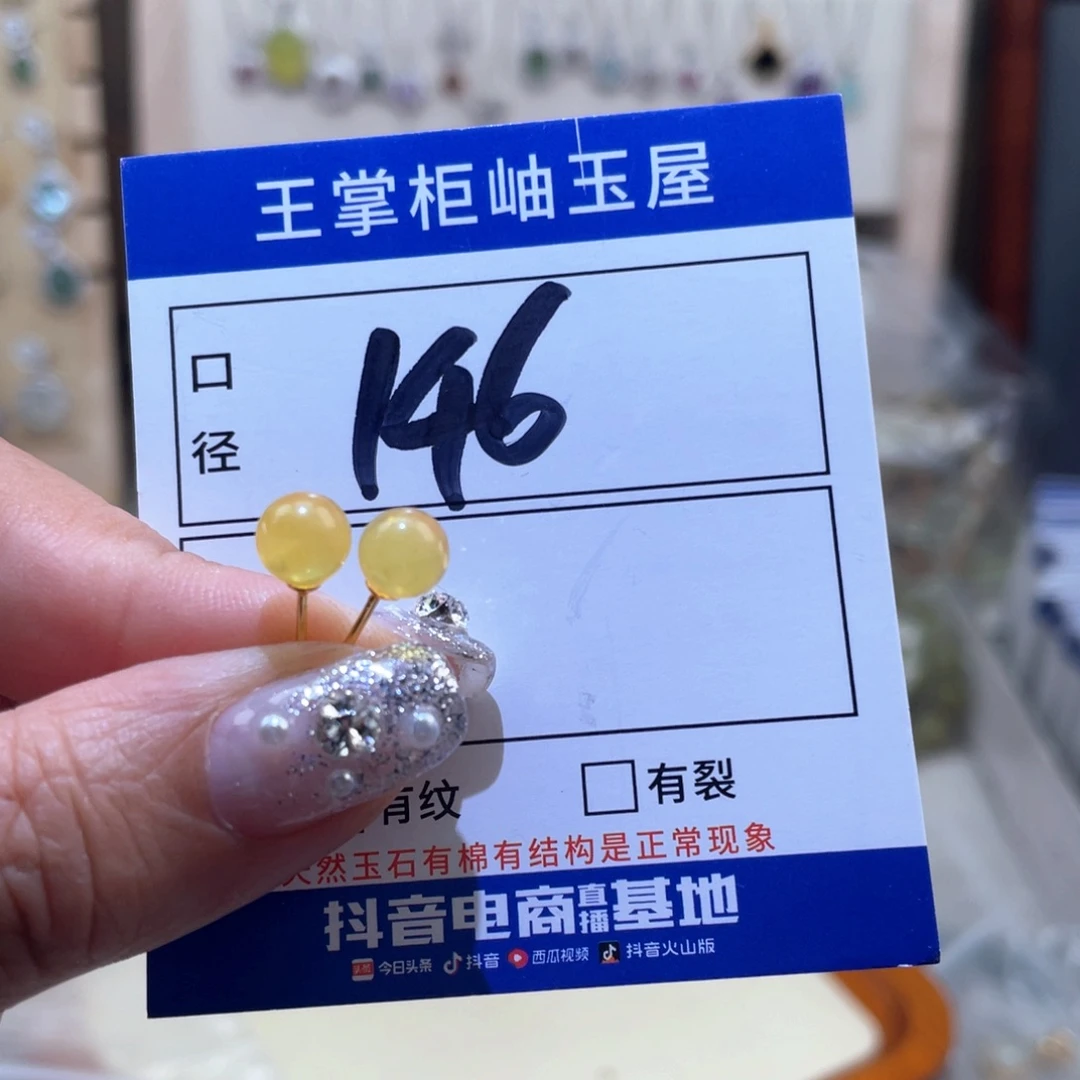 王掌柜岫玉屋
口径
146
有纹
有裂
天然玉石有棉有结构是正常现象
抖音电商直播基地
头条 今日头条 抖音 西瓜视频 抖音火山版